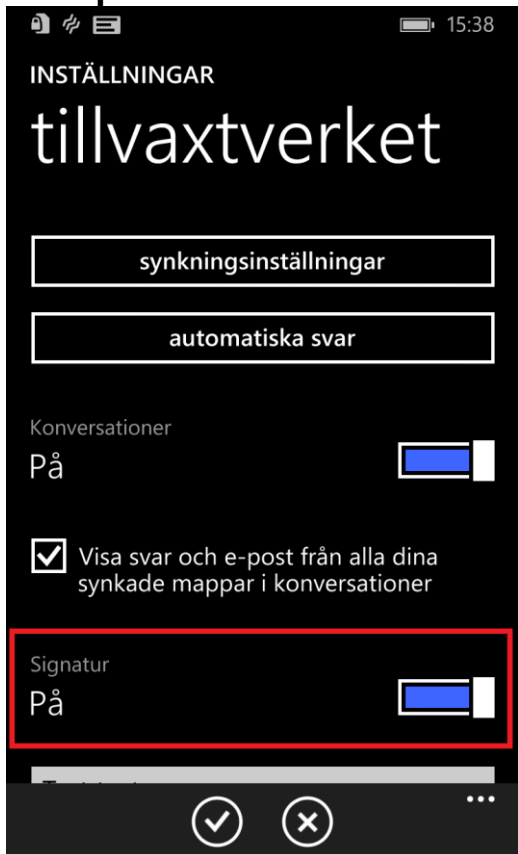 15:38
INSTÄLLNINGAR
tillvaxtverket
synkningsinställningar
automatiska svar
Konversationer
På
Visa svar och e-post från alla dina
synkade mappar i konversationer
Signatur
På